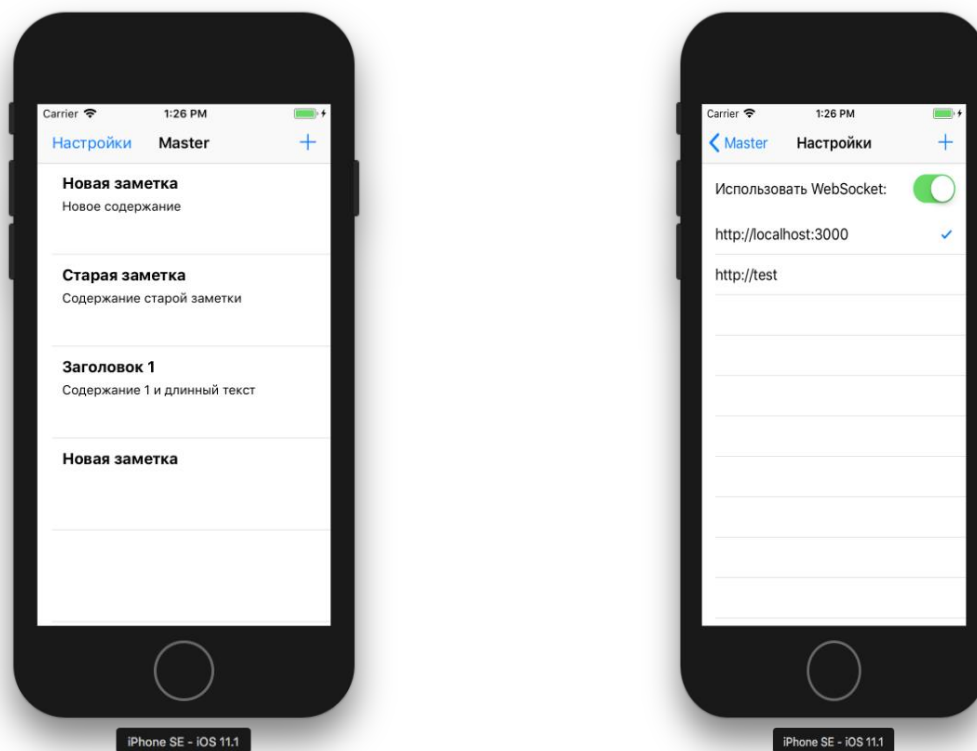 Carrier 1:26 PM
Настройки Master +
Новая заметка
Новое содержание
Старая заметка
Содержание старой заметки
Заголовок 1
Содержание 1 и длинный текст
Новая заметка
iPhone SE - iOS 11.1
Carrier 1:26 PM
Master Настройки +
Использовать WebSocket:
http://localhost:3000
http://test
iPhone SE - iOS 11.1